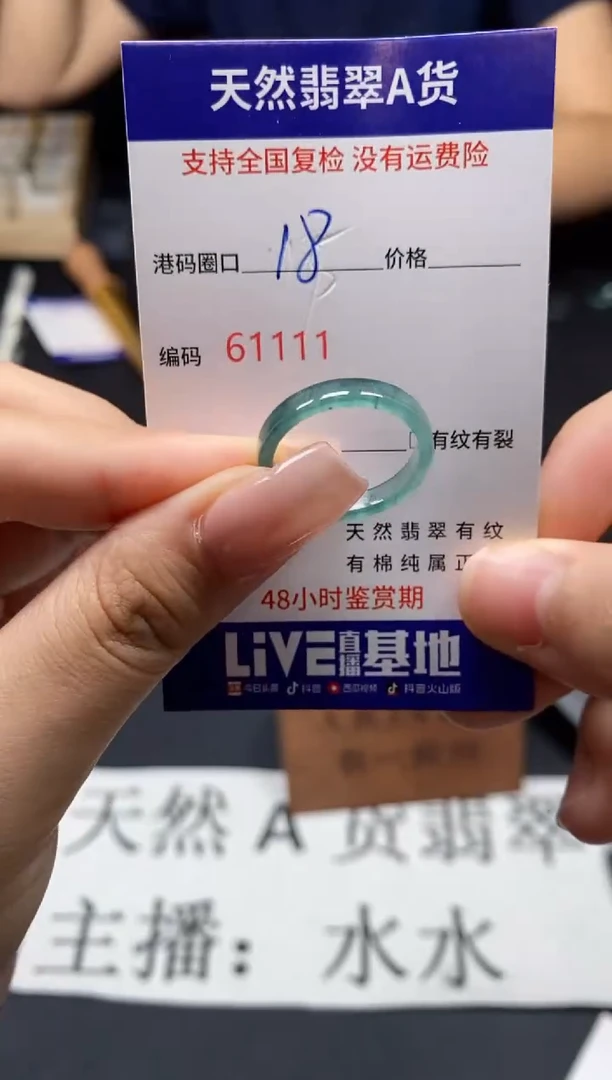 天然翡翠A货
支持全国复检 没有运费险
港码圈口 18 价格
编码 61111
有纹有裂
天然翡翠有纹
有棉纯属正
48小时鉴赏期
LiVE直播基地
今日头条 抖音 西瓜视频 抖音火山版
天然A货翡翠
主播：水水